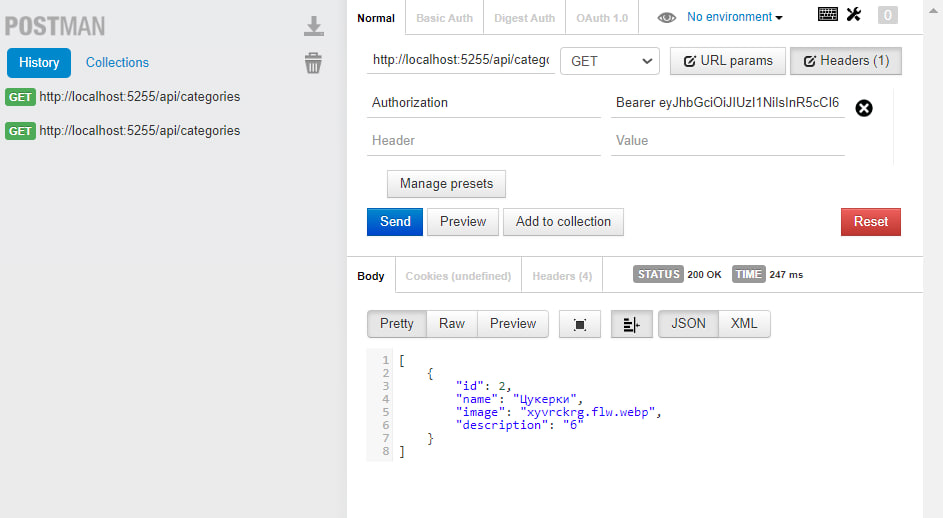 POSTMAN
History
Collections
GET http://localhost:5255/api/categories
GET http://localhost:5255/api/categories
Normal
Basic Auth
Digest Auth
OAuth 1.0
No environment
0
http://localhost:5255/api/catego
GET
URL params
Headers (1)
Authorization
Bearer eyJhbGciOiJIUzI1NiIsInR5cCI6
Header
Value
Manage presets
Send
Preview
Add to collection
Reset
Body
Cookies (undefined)
Headers (4)
STATUS 200 OK
TIME 247 ms
Pretty
Raw
Preview
JSON
XML
1 [
2 {
3 "id": 2,
4 "name": "Цукерки",
5 "image": "xyvrckrg.flw.webp",
6 "description": "6"
7 }
8 ]